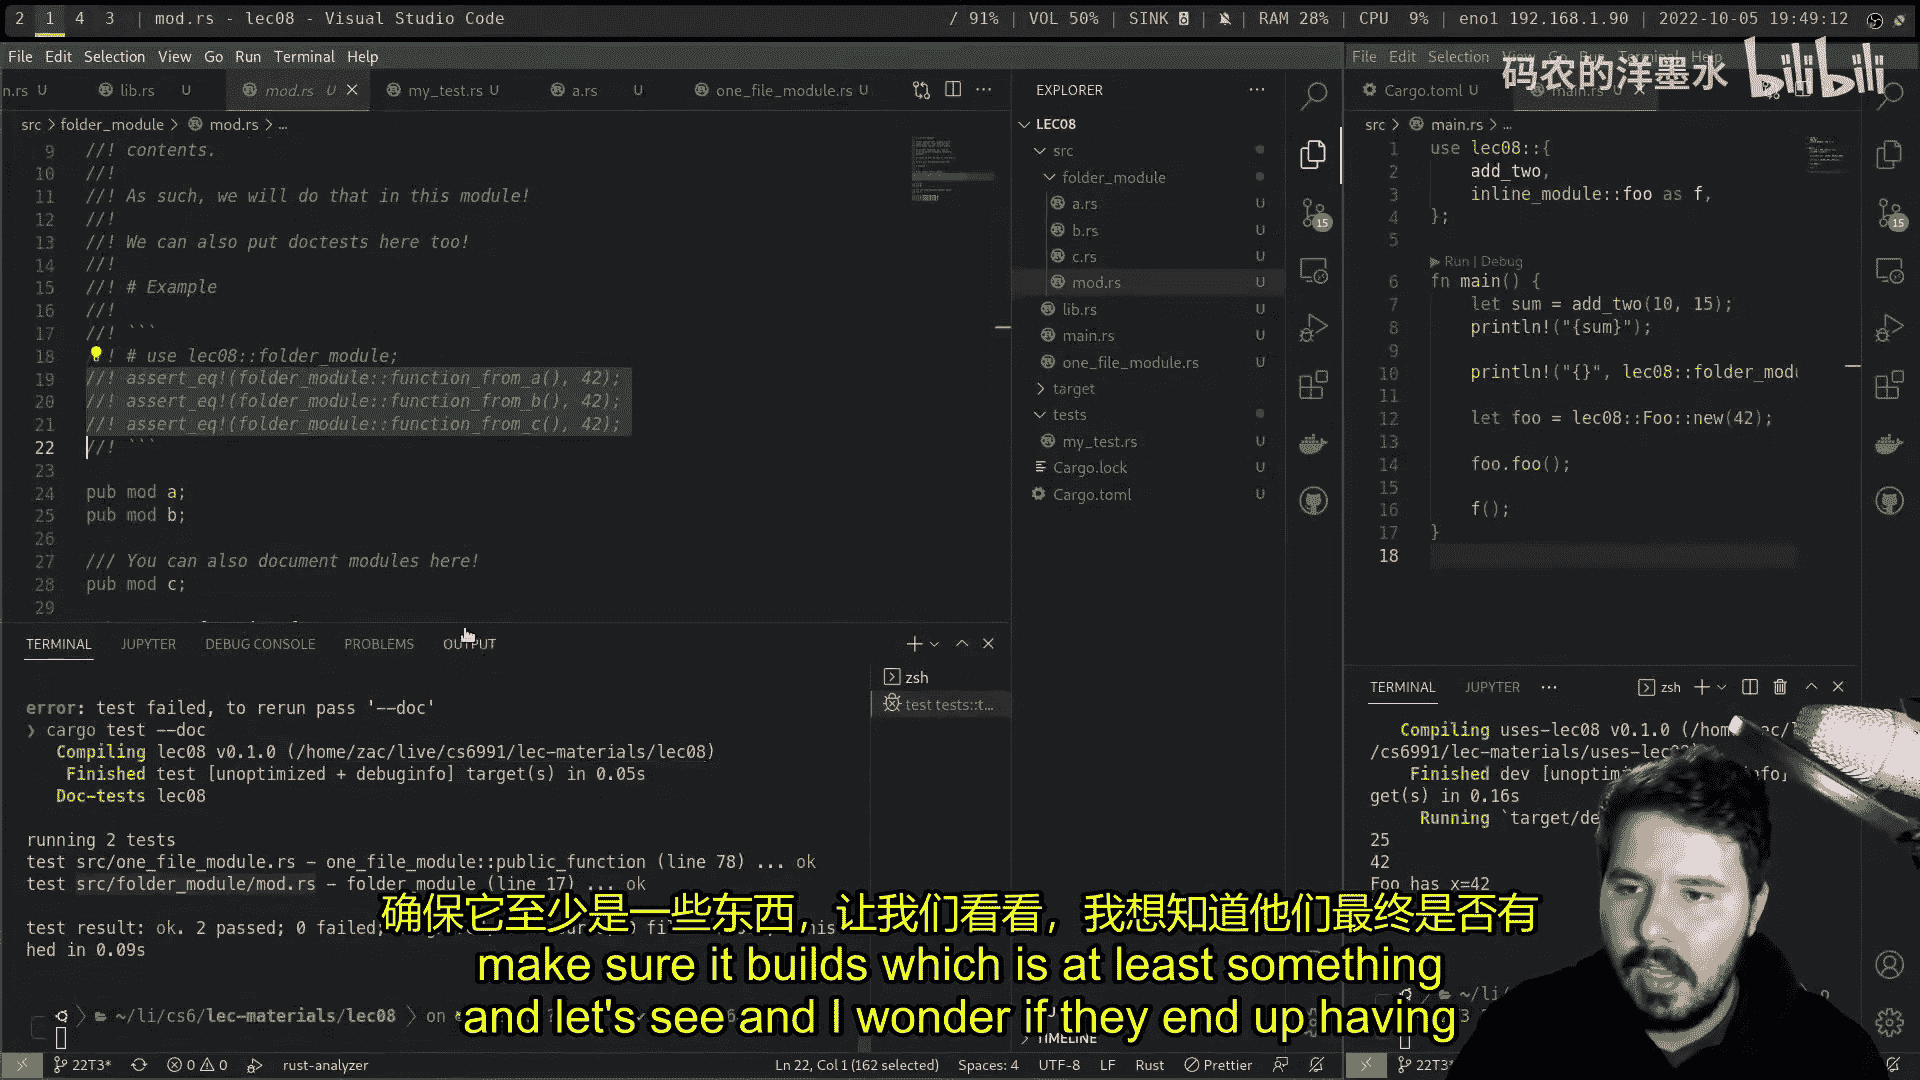 2 1 4 3 | mod.rs - lec08 - Visual Studio Code
/ 91% | VOL 50% | SINK | RAM 28% | CPU 9% | eno1 192.168.1.90 | 2022-10-05 19:49:12
File Edit Selection View Go Run Terminal Help
n.rs U lib.rs U mod.rs U my_test.rs U a.rs U one_file_module.rs U
src > folder_module > mod.rs > ...
9 //! contents.
10 //!
11 //! As such, we will do that in this module!
12 //!
13 //! We can also put doctests here too!
14 //!
15 //! # Example
16 //!
17 //! ```
18 ! # use lec08::folder_module;
19 //! assert_eq!(folder_module::function_from_a(), 42);
20 //! assert_eq!(folder_module::function_from_b(), 42);
21 //! assert_eq!(folder_module::function_from_c(), 42);
22 //! ```
23
24 pub mod a;
25 pub mod b;
26
27 /// You can also document modules here!
28 pub mod c;
29
TERMINAL JUPYTER DEBUG CONSOLE PROBLEMS OUTPUT
error: test failed, to rerun pass '--doc'
❯ cargo test --doc
Compiling lec08 v0.1.0 (/home/zac/live/cs6991/lec-materials/lec08)
Finished test [unoptimized + debuginfo] target(s) in 0.05s
Doc-tests lec08
running 2 tests
test src/one_file_module.rs - one_file_module::public_function (line 78) ... ok
test src/folder_module/mod.rs - folder_module (line 17) ... ok
test result: ok. 2 passed; 0 failed;
hed in 0.09s
~/li/cs6/lec-materials/lec08 on
zsh
test tests::t...
EXPLORER
LEC08
src
folder_module
a.rs U
b.rs U
c.rs U
mod.rs U
lib.rs U
main.rs U
one_file_module.rs U
target
tests
my_test.rs U
Cargo.lock U
Cargo.toml U
TIMELINE
15
File Edit Selection View Go Run Terminal Help
码农的洋墨水 bilibili
Cargo.toml U main.rs U
src > main.rs > ...
1 use lec08::{
2 add_two,
3 inline_module::foo as f,
4 };
5
Run | Debug
6 fn main() {
7 let sum = add_two(10, 15);
8 println!("{sum}");
9
10 println!("{}", lec08::folder_modu
11
12 let foo = lec08::Foo::new(42);
13
14 foo.foo();
15
16 f();
17 }
18
15
TERMINAL JUPYTER zsh
Compiling uses-lec08 v0.1.0 (/hom
/cs6991/lec-materials/uses-lec08)
Finished dev [unoptimi
get(s) in 0.16s
Running `target/de
25
42
Foo has x=42
确保它至少是一些东西，让我们看看，我想知道他们最终是否有
make sure it builds which is at least something
and let's see and I wonder if they end up having
22T3* 0 0 rust-analyzer
Ln 22, Col 1 (162 selected) Spaces: 4 UTF-8 LF Rust Prettier
22T3*